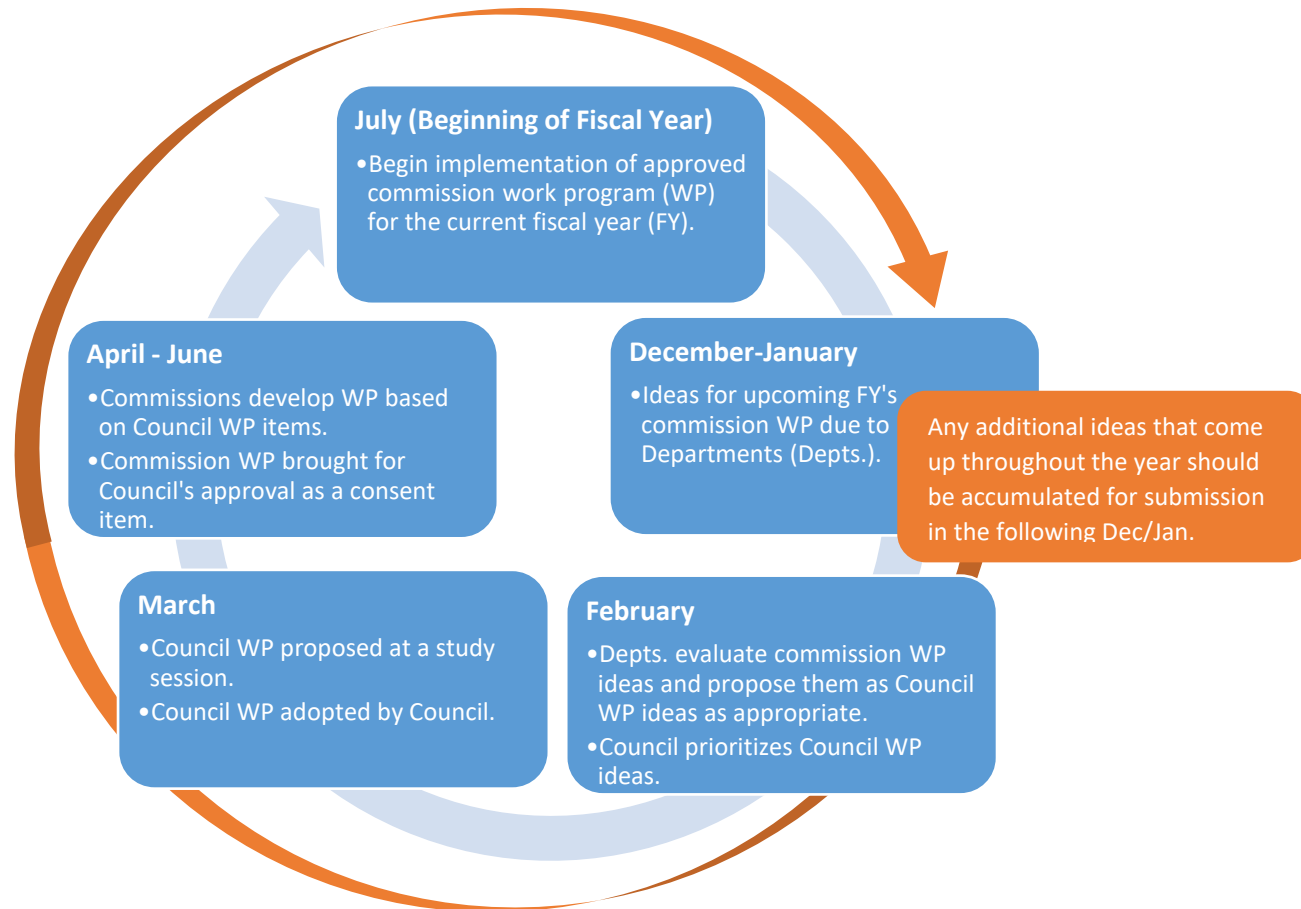 July (Beginning of Fiscal Year)
•Begin implementation of approved
commission work program (WP)
for the current fiscal year (FY).
December-January
•Ideas for upcoming FY's
commission WP due to
Departments (Depts.).
Any additional ideas that come
up throughout the year should
be accumulated for submission
in the following Dec/Jan.
February
•Depts. evaluate commission WP
ideas and propose them as Council
WP ideas as appropriate.
•Council prioritizes Council WP
ideas.
March
•Council WP proposed at a study
session.
•Council WP adopted by Council.
April - June
•Commissions develop WP based
on Council WP items.
•Commission WP brought for
Council's approval as a consent
item.